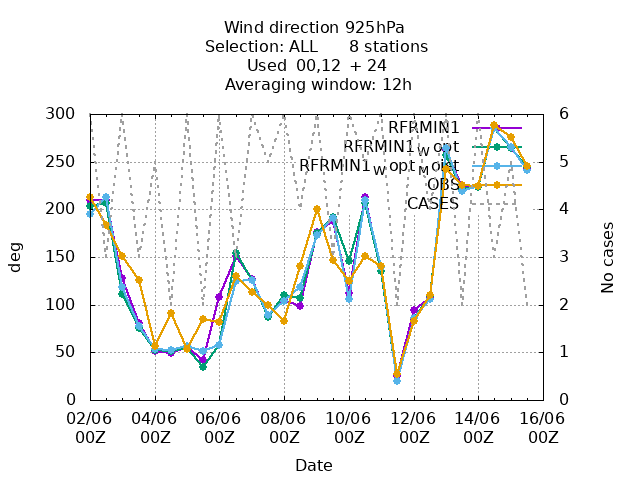 Wind direction 925hPa
Selection: ALL 8 stations
Used 00,12 + 24
Averaging window: 12h
300 6
250 5
200 4
150 3
100 2
50 1
0 0
deg
No cases
RFRMIN1
RFRMIN1W opt
RFRMIN1W opt M oist
OBS
CASES
02/06 04/06 06/06 08/06 10/06 12/06 14/06 16/06
00Z 00Z 00Z 00Z 00Z 00Z 00Z 00Z
Date